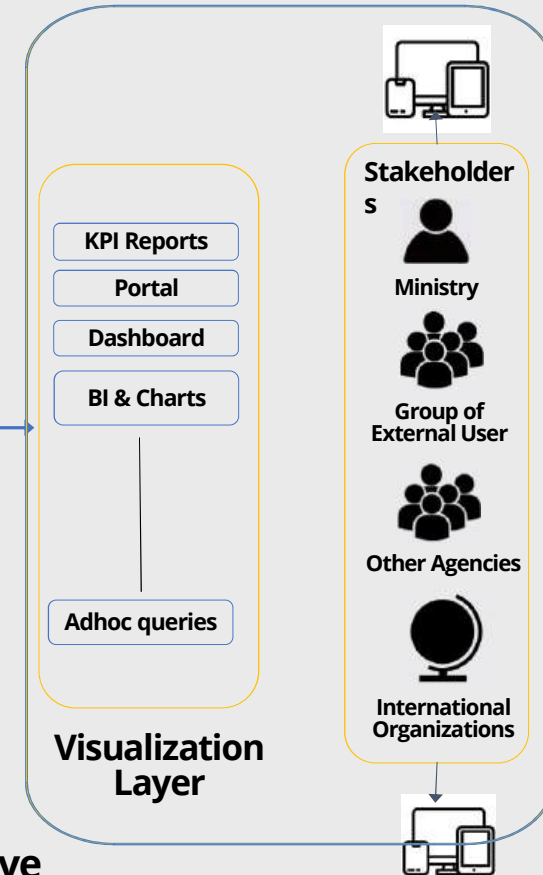 KPI Reports
Portal
Dashboard
BI & Charts
Adhoc queries
Visualization
Layer
Stakeholder
s
Ministry
Group of
External User
Other Agencies
International
Organizations